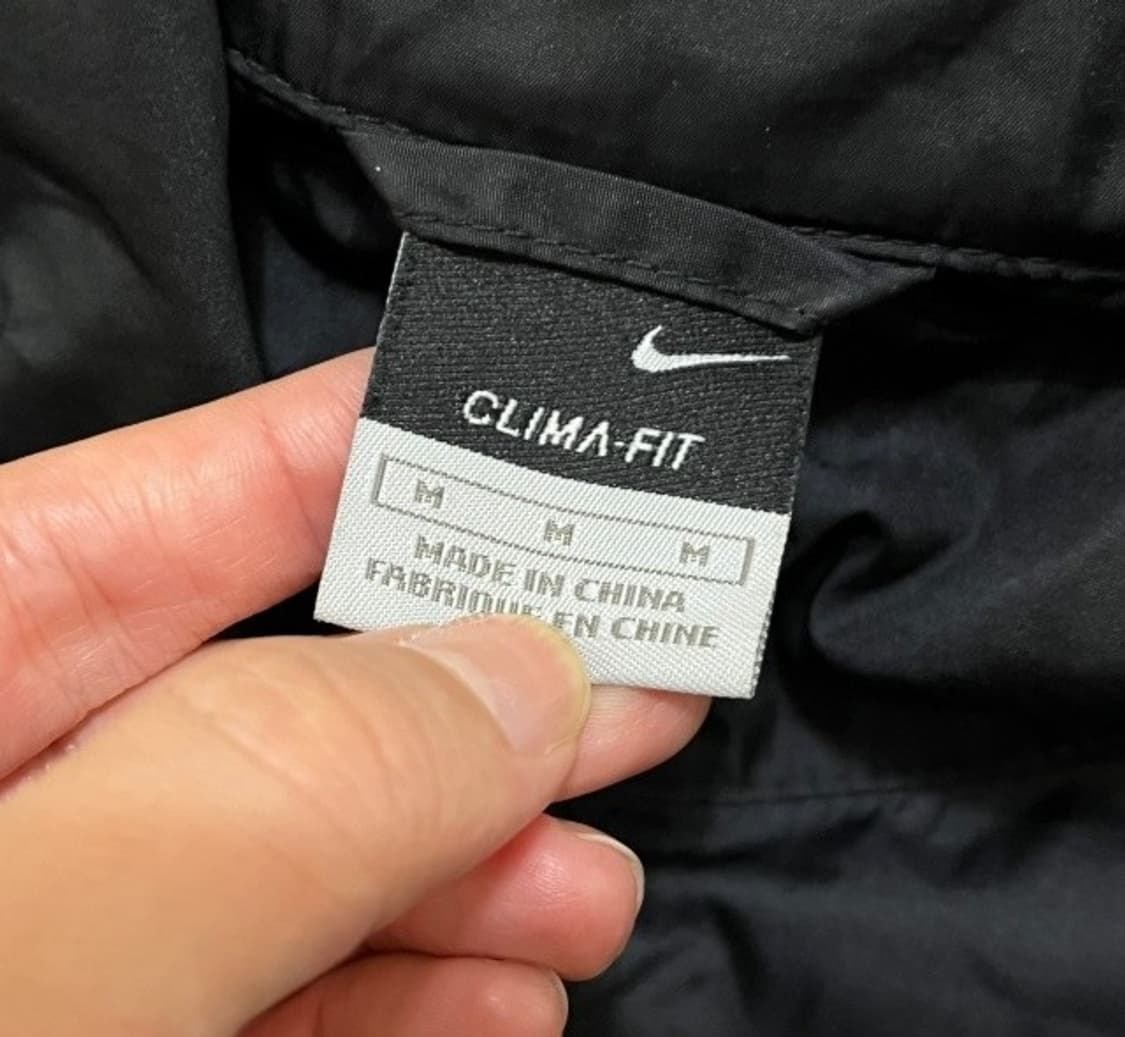 CLIMA-FIT
M M M
MADE IN CHINA
FABRIQUE EN CHINE